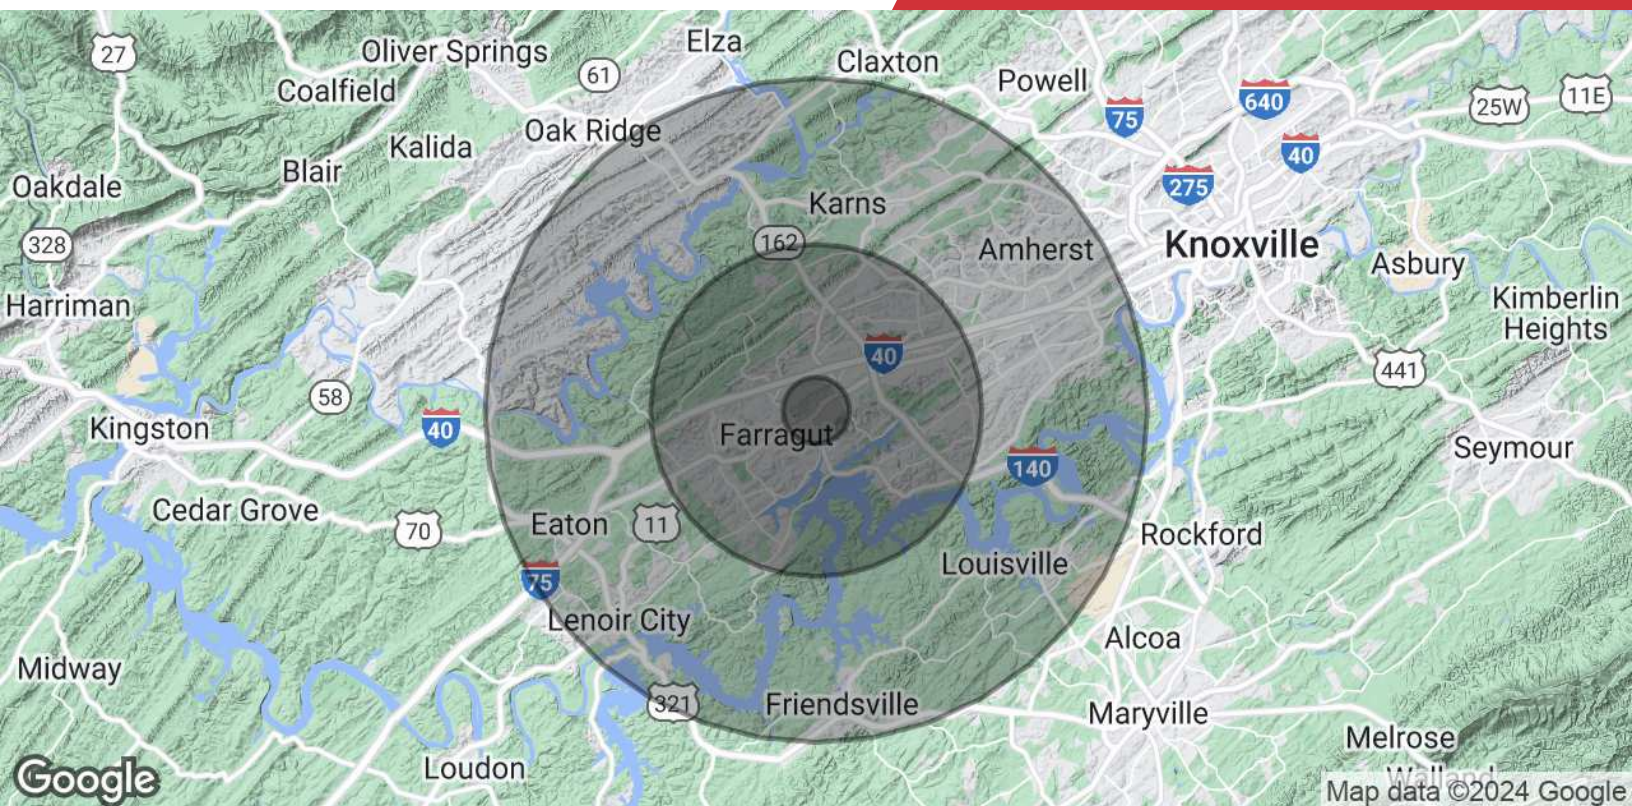 27
Oliver Springs
Elza
Claxton
61
Coalfield
Powell
640
25W
11E
75
Oak Ridge
Kalida
40
Blair
Oakdale
275
Karns
328
162
Amherst
Knoxville
Asbury
Harriman
Kimberlin
Heights
40
441
58
Kingston
40
Farragut
Seymour
140
Cedar Grove
70
Eaton
11
Rockford
Louisville
75
Lenoir City
Alcoa
Midway
321
Friendsville
Maryville
Melrose
Loudon
Google
Walland
Map data ©2024 Google